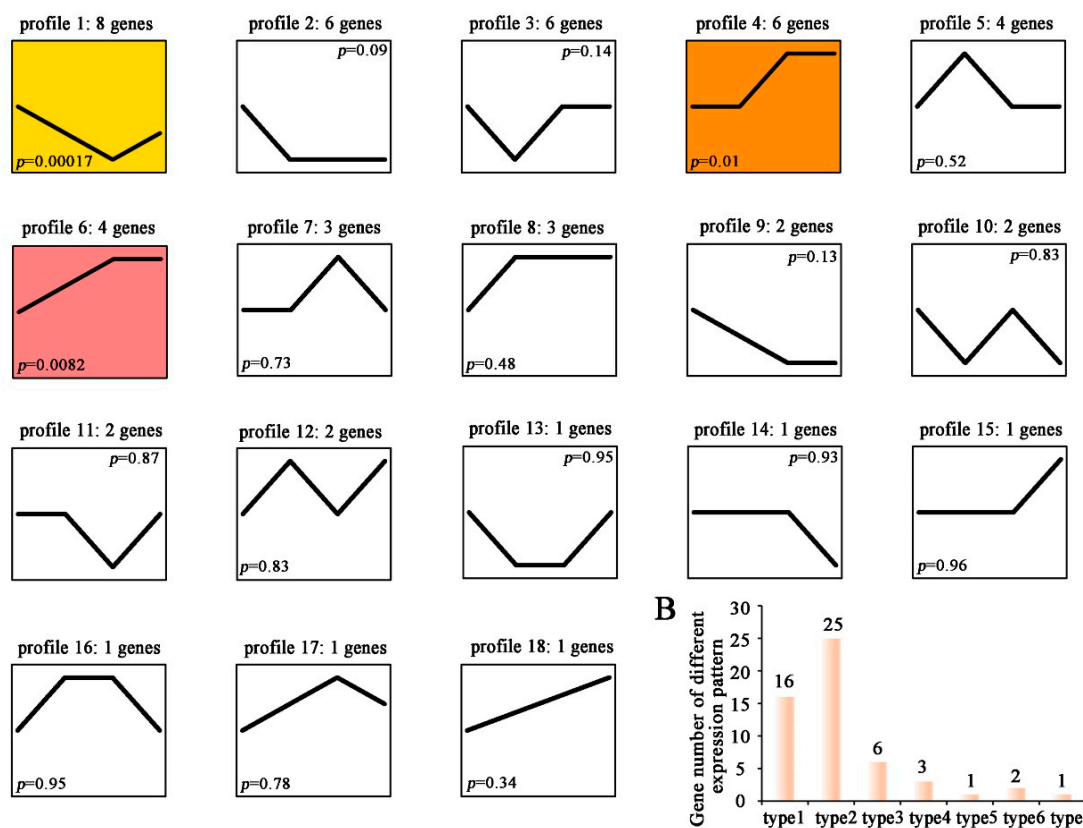 profile 1: 8 genes
p=0.00017
profile 2: 6 genes
p=0.09
profile 3: 6 genes
p=0.14
profile 4: 6 genes
p=0.01
profile 5: 4 genes
p=0.52
profile 6: 4 genes
p=0.0082
profile 7: 3 genes
p=0.73
profile 8: 3 genes
p=0.48
profile 9: 2 genes
p=0.13
profile 10: 2 genes
p=0.83
profile 11: 2 genes
p=0.87
profile 12: 2 genes
p=0.83
profile 13: 1 genes
p=0.95
profile 14: 1 genes
p=0.93
profile 15: 1 genes
p=0.96
profile 16: 1 genes
p=0.95
profile 17: 1 genes
p=0.78
profile 18: 1 genes
p=0.34
B
Gene number of different
expression pattern
30
25
20
15
10
5
0
16
25
6
3
1
2
1
type1 type2 type3 type4 type5 type6 type